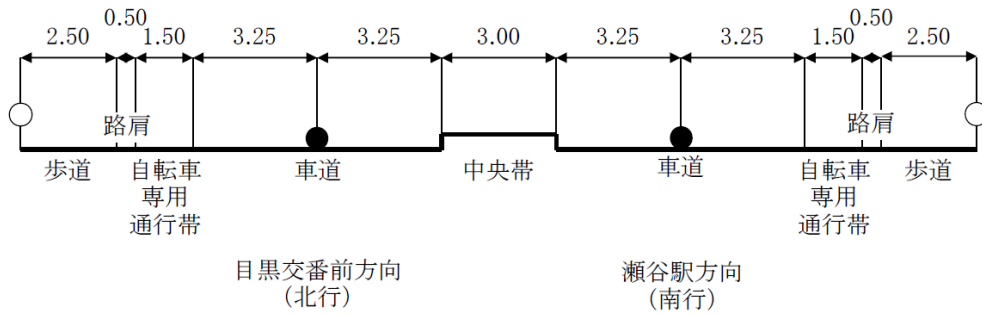 0.50 0.50
2.50 1.50 3.25 3.25 3.00 3.25 3.25 1.50 2.50
路肩 路肩
歩道 自転車 車道 中央帯 車道 自転車 歩道
専用 専用
通行帯 通行帯
目黒交番前方向 瀬谷駅方向
(北行) (南行)